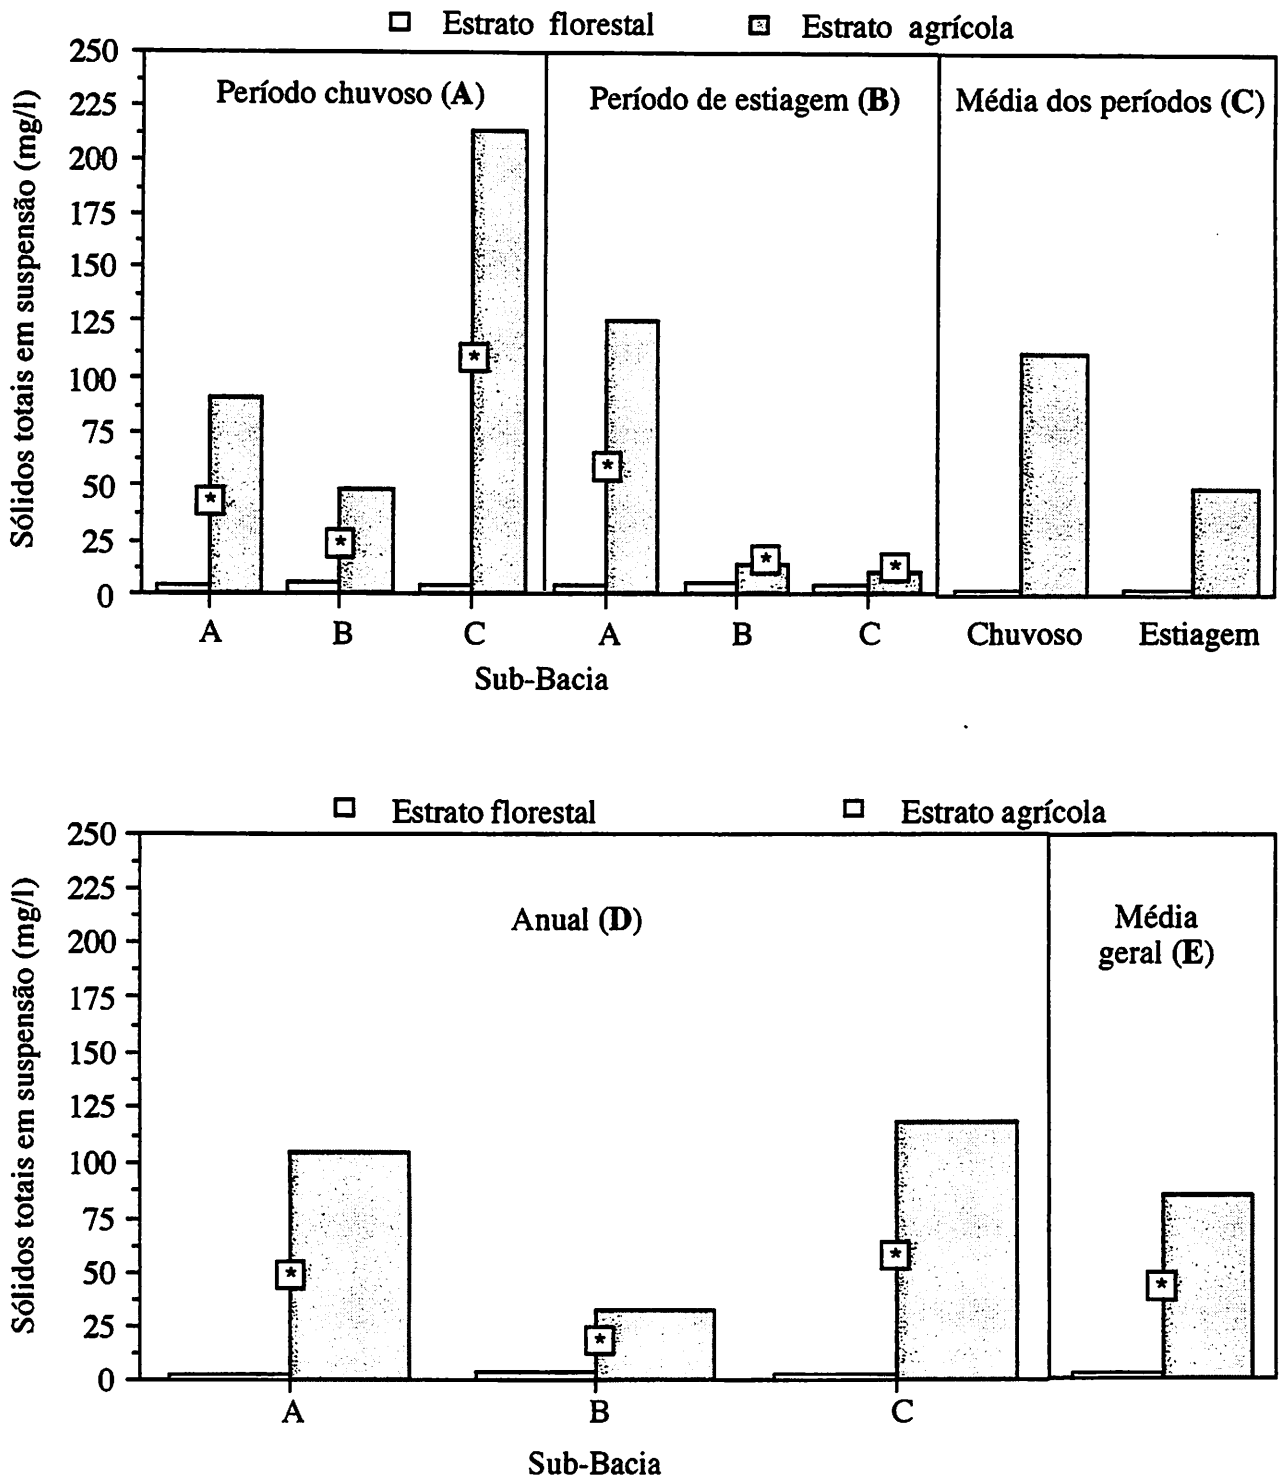 Estrato florestal Estrato agrícola
Sólidos totais em suspensão (mg/l)
250
225
200
175
150
125
100
75
50
25
0
Período chuvoso (A)
Período de estiagem (B)
Média dos períodos (C)
*
*
*
*
*
*
A B C A B C Chuvoso Estiagem
Sub-Bacia
Estrato florestal Estrato agrícola
Sólidos totais em suspensão (mg/l)
250
225
200
175
150
125
100
75
50
25
0
Anual (D)
Média
geral (E)
*
*
*
*
A B C
Sub-Bacia